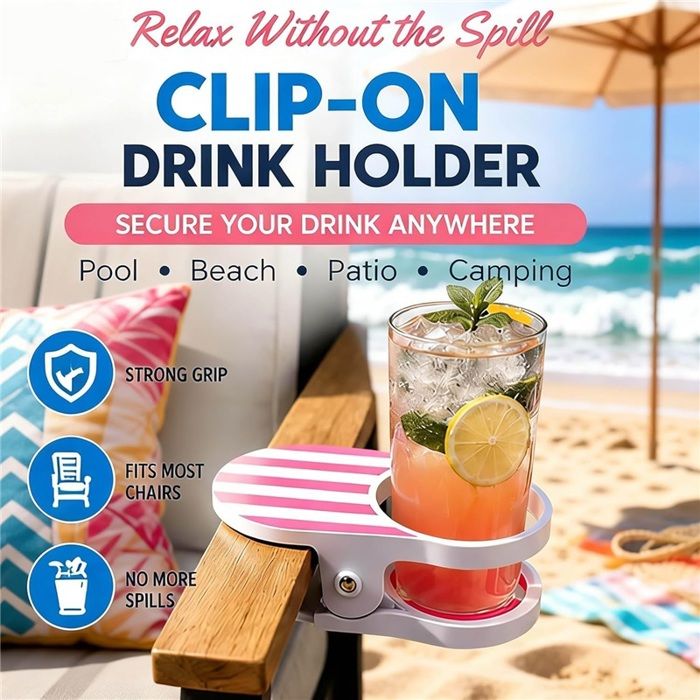 Relax Without the Spill
CLIP-ON
DRINK HOLDER
SECURE YOUR DRINK ANYWHERE
Pool • Beach • Patio • Camping
STRONG GRIP
FITS MOST
CHAIRS
NO MORE
SPILLS